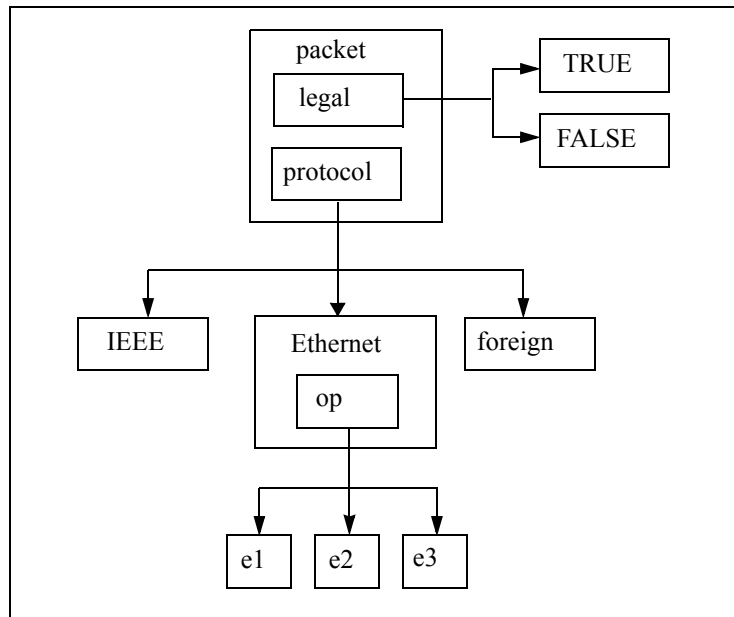 packet
legal
TRUE
FALSE
protocol
IEEE
Ethernet
foreign
op
e1
e2
e3